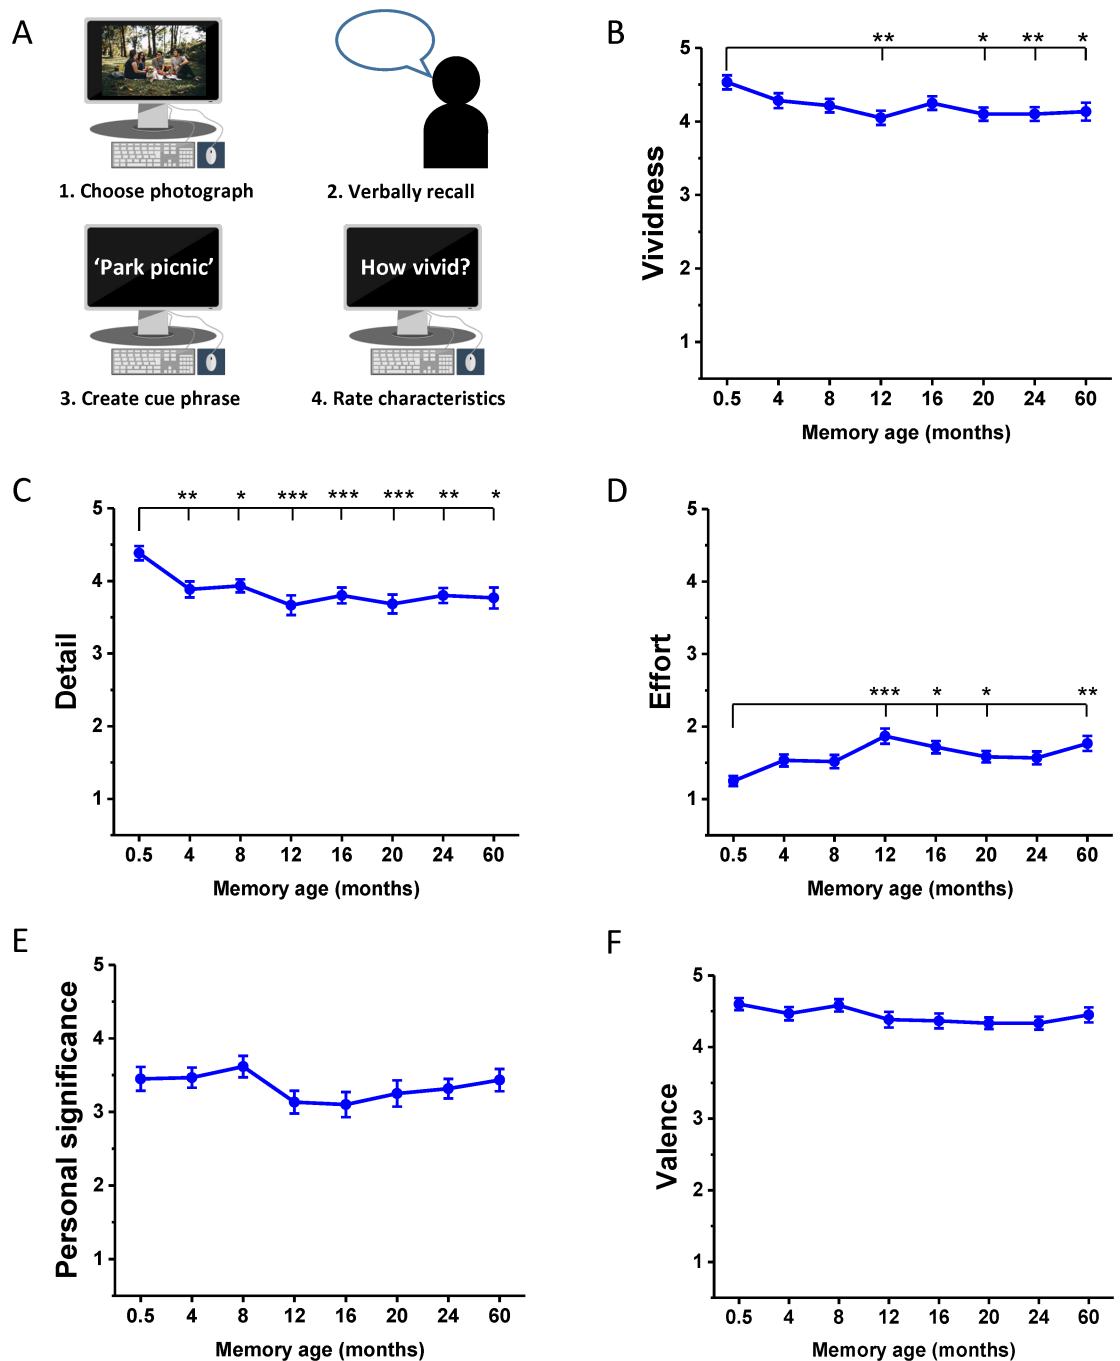 A
1. Choose photograph
2. Verbally recall
‘Park picnic’
How vivid?
3. Create cue phrase
4. Rate characteristics
B
** * ** *
5
4
3
2
1
Vividness
0.5 4 8 12 16 20 24 60
Memory age (months)
C
** * *** *** *** ** *
5
4
3
2
1
Detail
0.5 4 8 12 16 20 24 60
Memory age (months)
D
5
4
3
*** * * **
2
1
Effort
0.5 4 8 12 16 20 24 60
Memory age (months)
E
5
4
3
2
1
Personal significance
0.5 4 8 12 16 20 24 60
Memory age (months)
F
5
4
3
2
1
Valence
0.5 4 8 12 16 20 24 60
Memory age (months)